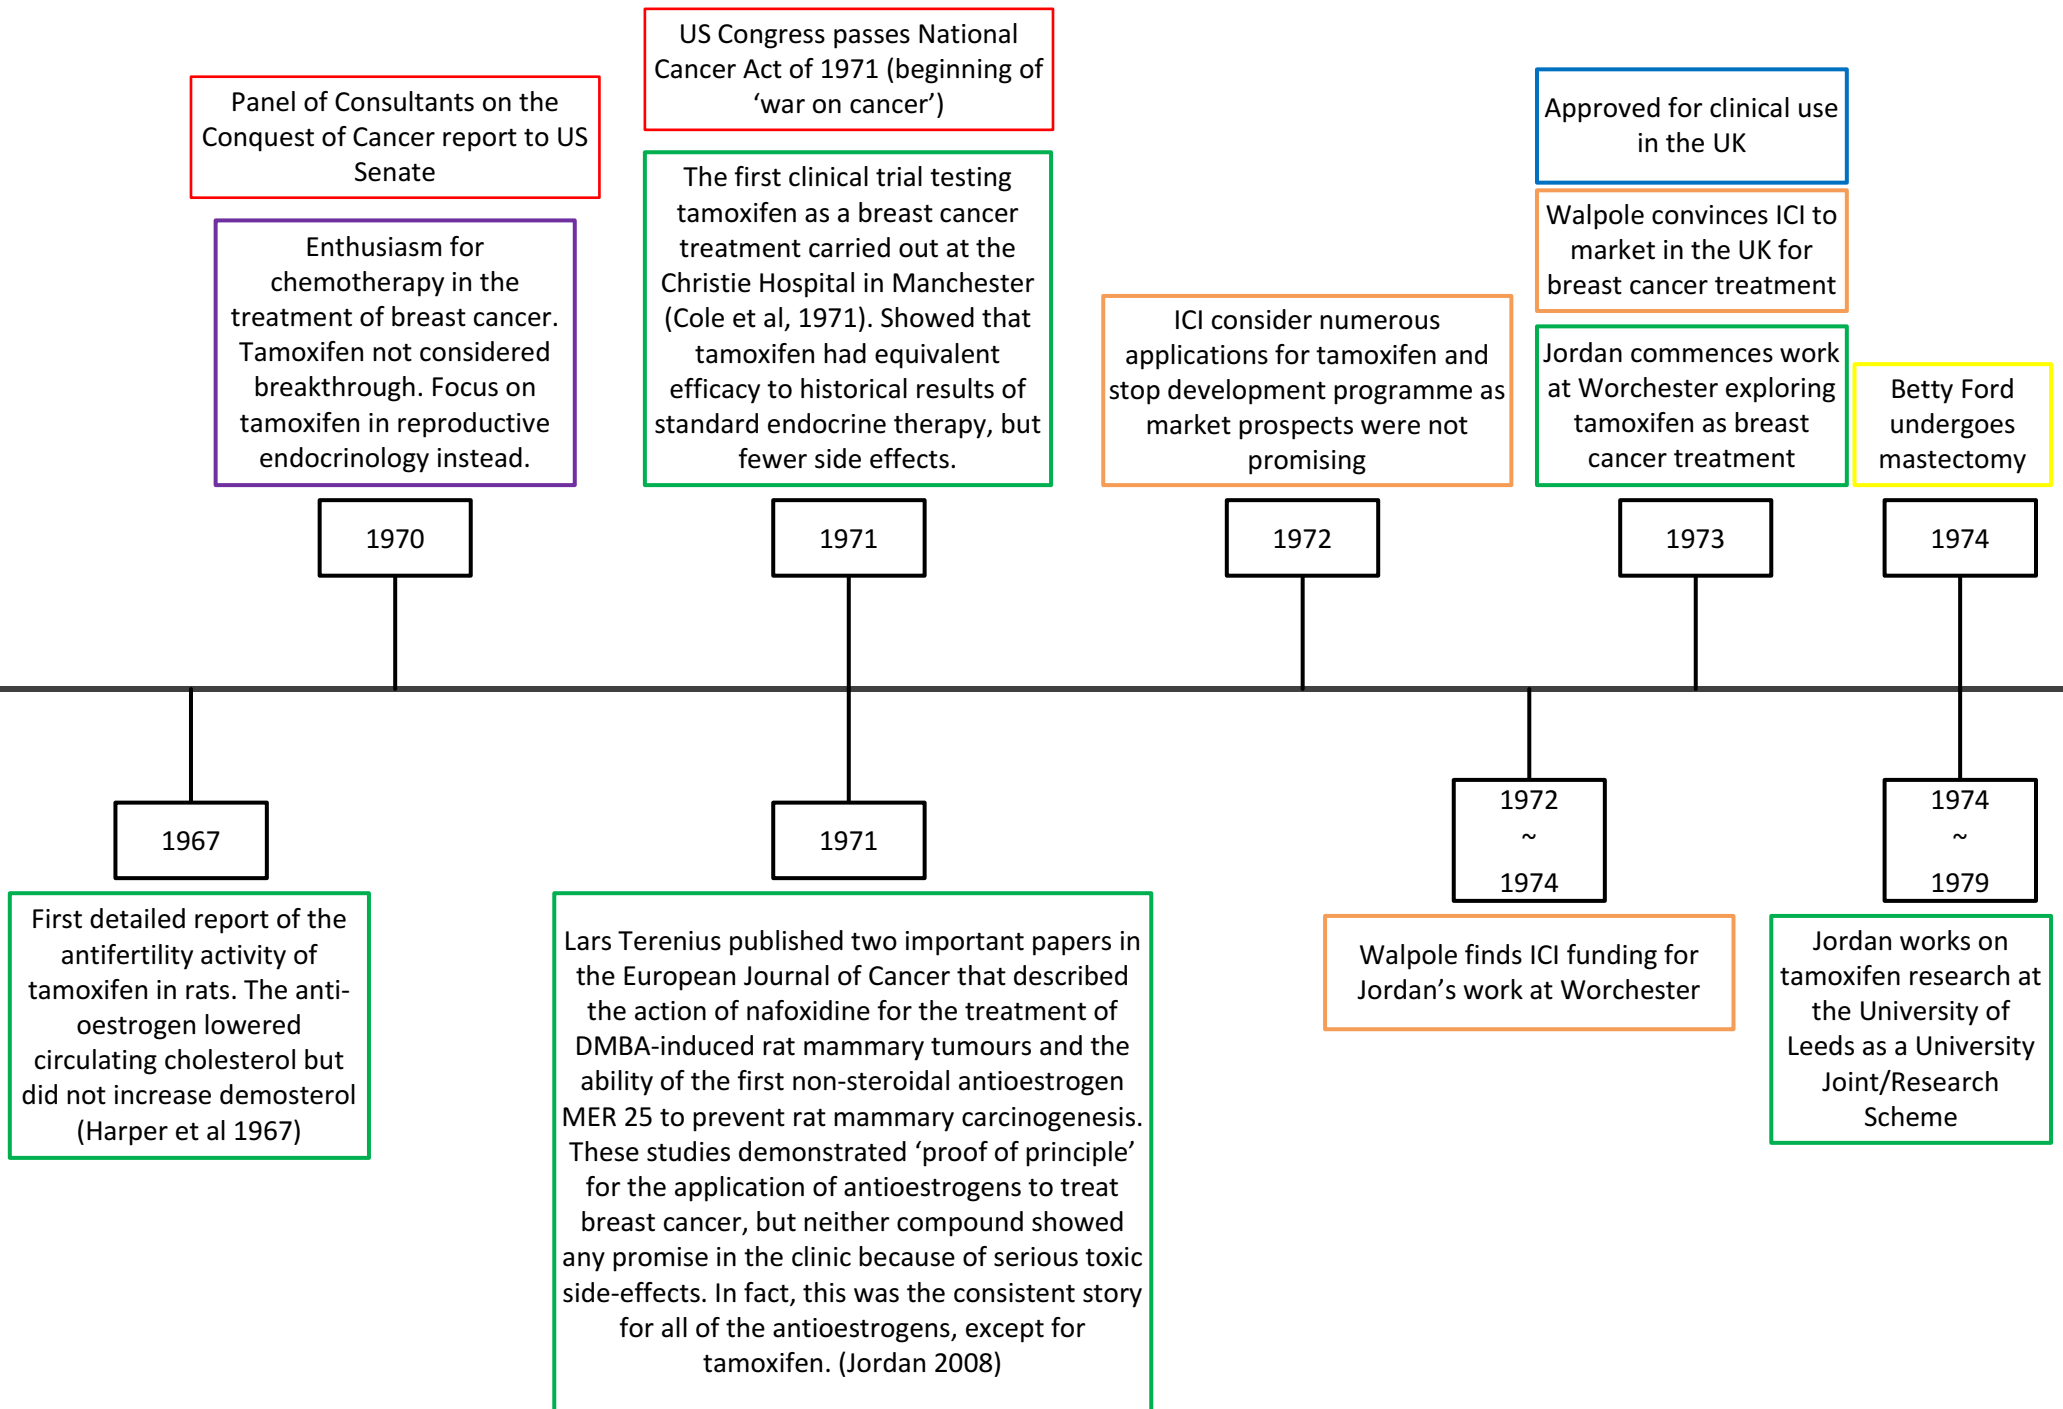 Panel of Consultants on the
Conquest of Cancer report to US
Senate
Enthusiasm for
chemotherapy in the
treatment of breast cancer.
Tamoxifen not considered
breakthrough. Focus on
tamoxifen in reproductive
endocrinology instead.
1970
US Congress passes National
Cancer Act of 1971 (beginning of
‘war on cancer’)
The first clinical trial testing
tamoxifen as a breast cancer
treatment carried out at the
Christie Hospital in Manchester
(Cole et al, 1971). Showed that
tamoxifen had equivalent
efficacy to historical results of
standard endocrine therapy, but
fewer side effects.
1971
ICI consider numerous
applications for tamoxifen and
stop development programme as
market prospects were not
promising
1972
Approved for clinical use
in the UK
Walpole convinces ICI to
market in the UK for
breast cancer treatment
Jordan commences work
at Worchester exploring
tamoxifen as breast
cancer treatment
1973
Betty Ford
undergoes
mastectomy
1974
1967
First detailed report of the
antifertility activity of
tamoxifen in rats. The anti-
oestrogen lowered
circulating cholesterol but
did not increase demosterol
(Harper et al 1967)
1971
Lars Terenius published two important papers in
the European Journal of Cancer that described
the action of nafoxidine for the treatment of
DMBA-induced rat mammary tumours and the
ability of the first non-steroidal antioestrogen
MER 25 to prevent rat mammary carcinogenesis.
These studies demonstrated ‘proof of principle’
for the application of antioestrogens to treat
breast cancer, but neither compound showed
any promise in the clinic because of serious toxic
side-effects. In fact, this was the consistent story
for all of the antioestrogens, except for
tamoxifen. (Jordan 2008)
1972
~
1974
Walpole finds ICI funding for
Jordan’s work at Worchester
1974
~
1979
Jordan works on
tamoxifen research at
the University of
Leeds as a University
Joint/Research
Scheme